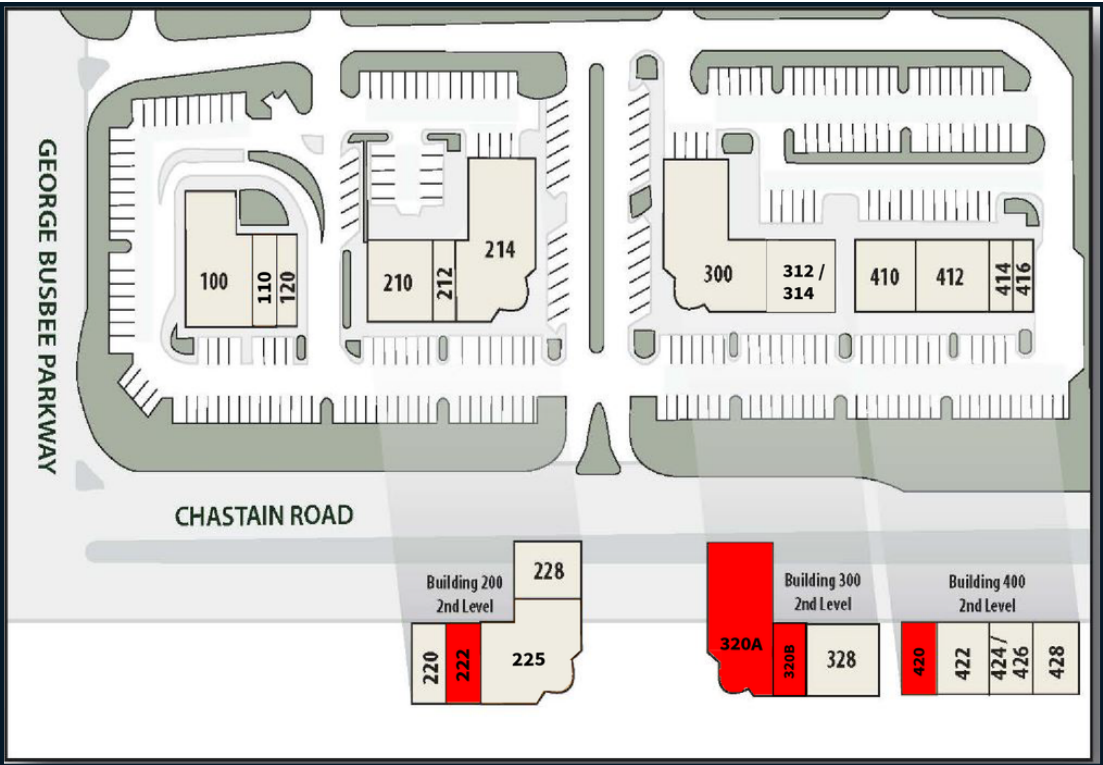 GEORGE BUSBEE PARKWAY
100
110
120
210
212
214
300
312 /
314
410
412
414
416
CHASTAIN ROAD
Building 200
2nd Level
228
220
222
225
Building 300
2nd Level
320A
320B
328
Building 400
2nd Level
420
422
424 /
426
428